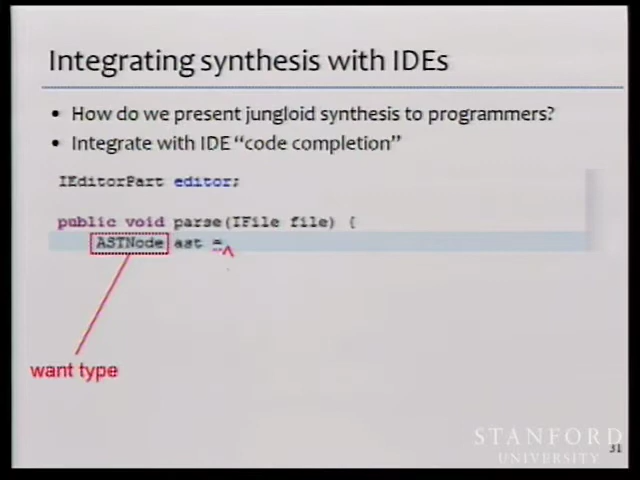 Integrating synthesis with IDEs
• How do we present jungloid synthesis to programmers?
• Integrate with IDE "code completion"
IEditorPart editor;
public void parse(IFile file) {
ASTNode ast =
want type
STANFORD
UNIVERSITY
31